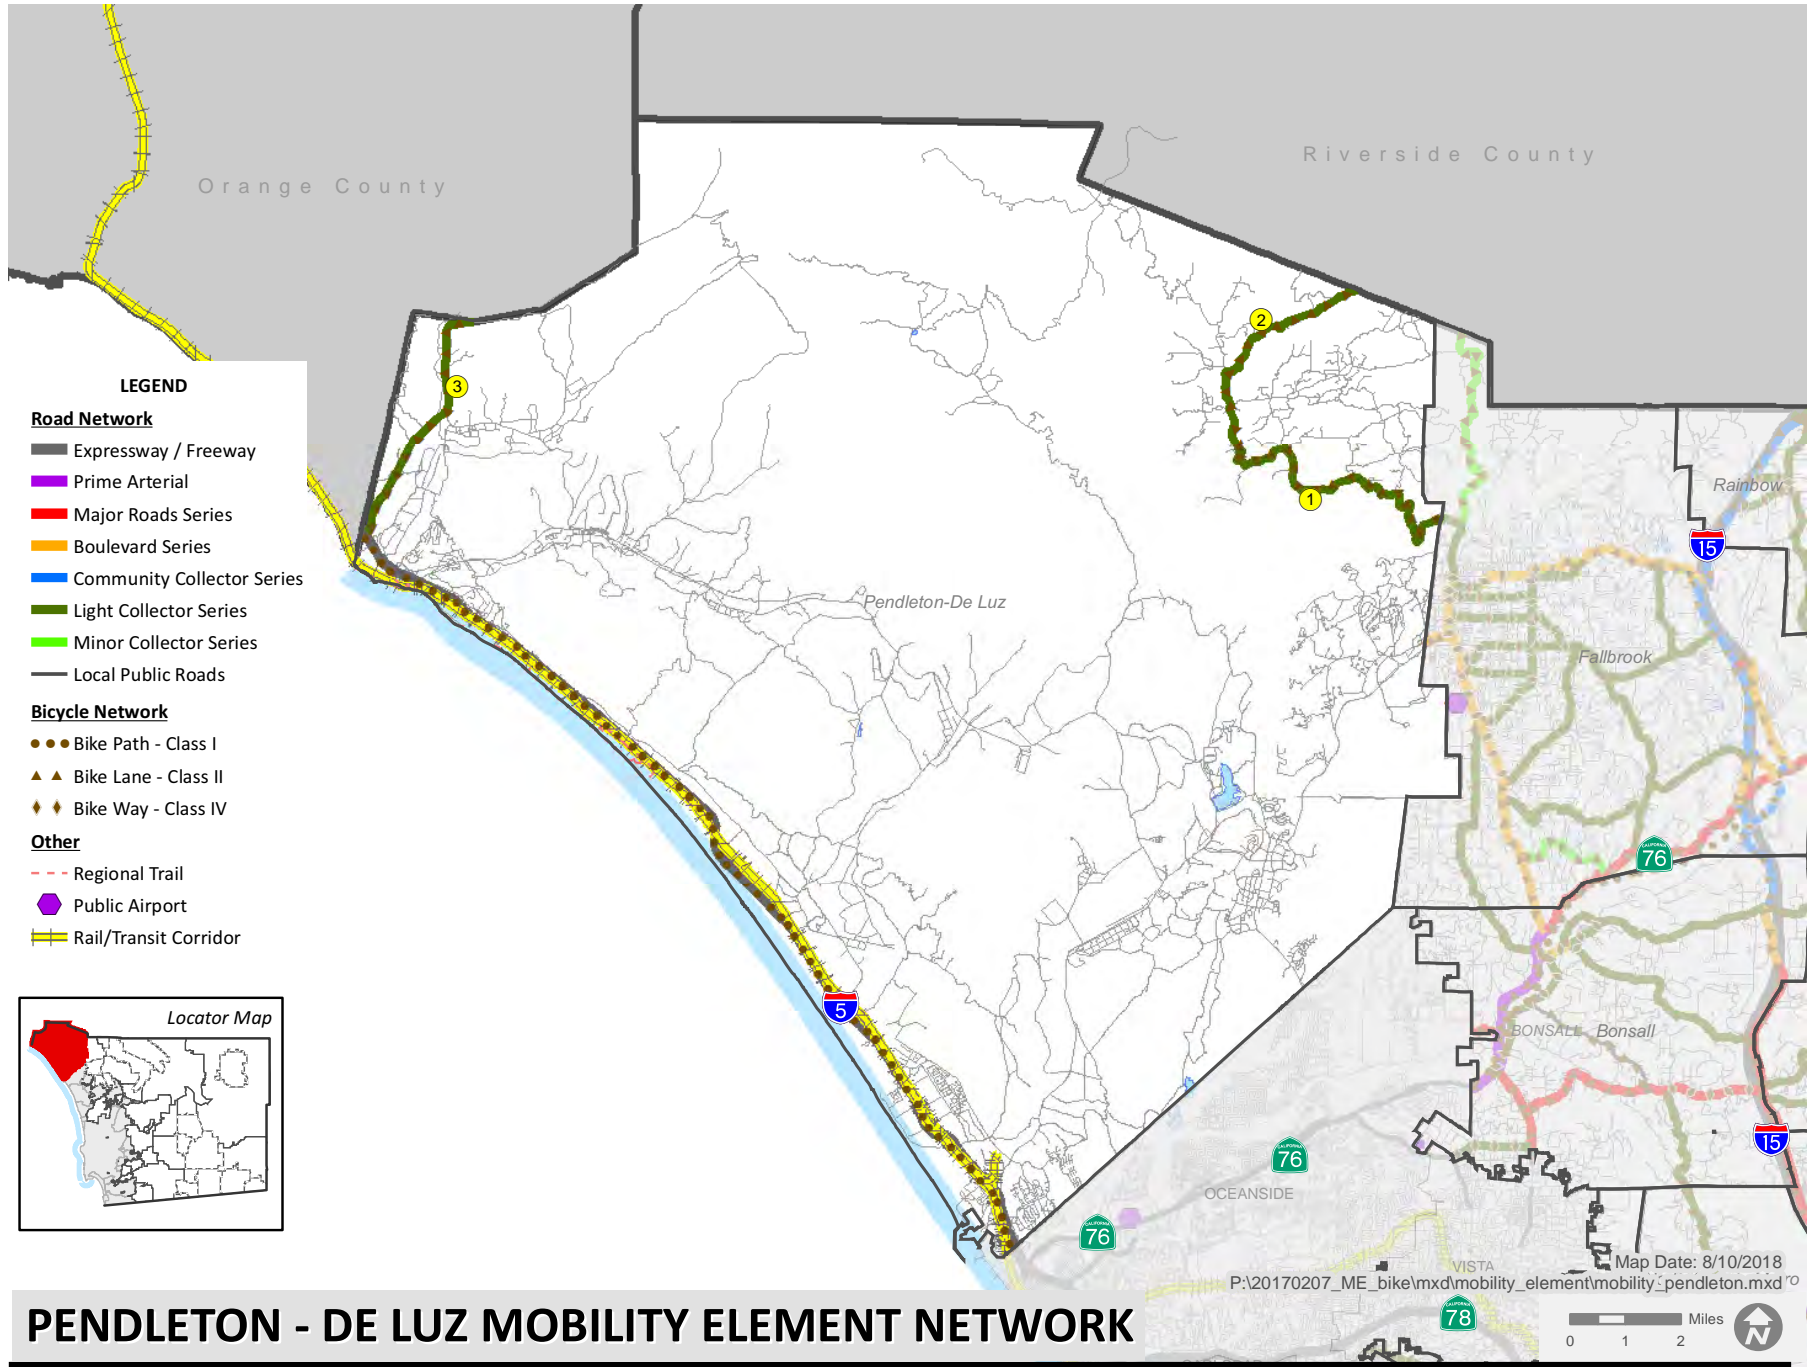 Orange County
Riverside County
2
3
1
LEGEND
Road Network
Expressway / Freeway
Prime Arterial
Major Roads Series
Boulevard Series
Community Collector Series
Light Collector Series
Minor Collector Series
Local Public Roads
Bicycle Network
Bike Path - Class I
Bike Lane - Class II
Bike Way - Class IV
Other
Regional Trail
Public Airport
Rail/Transit Corridor
Rainbow
15
Pendleton-De Luz
Fallbrook
CALIFORNIA
76
5
Locator Map
BONSALL
Bonsall
15
CALIFORNIA
76
OCEANSIDE
CALIFORNIA
76
VISTA
Map Date: 8/10/2018
P:\20170207_ME_bike\mxd\mobility_element\mobility_pendleton.mxd
CALIFORNIA
78
PENDLETON - DE LUZ MOBILITY ELEMENT NETWORK
Miles
0 1 2
N